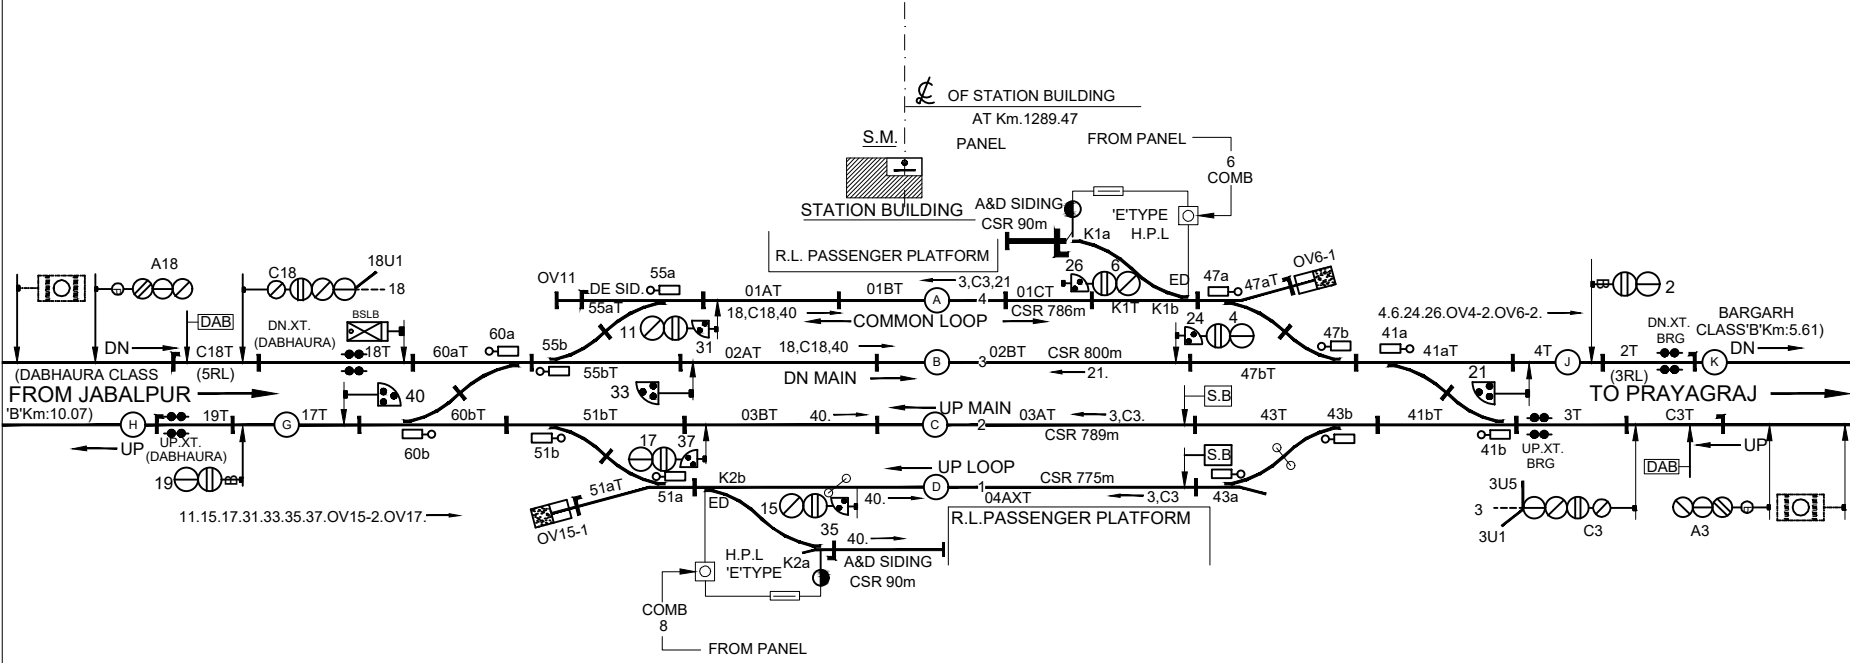 ℄ OF STATION BUILDING
AT Km.1289.47
S.M.
PANEL
FROM PANEL
6
COMB
STATION BUILDING
A&D SIDING
CSR 90m
'E'TYPE
H.P.L
K1a
R.L. PASSENGER PLATFORM
A18
C18
18U1
18
DAB
DN.XT.
(DABHAURA)
BSLB
OV11
DE SID.
55a
55aT
01AT
01BT
3,C3,21
A
4
01CT
CSR 786m
26
6
K1T
K1b
ED
47a
47aT
OV6-1
18,C18,40
COMMON LOOP
11
31
24
4
47b
4.6.24.26.OV4-2.OV6-2.
B
2
DN.XT.
BRG
BARGARH
CLASS'B'Km:5.61)
DN
DN
C18T
(5RL)
18T
60aT
60a
55b
55bT
02AT
18,C18,40
B
3
02BT
CSR 800m
21.
47bT
41a
41aT
4T
J
2T
(3RL)
K
(DABHAURA CLASS
FROM JABALPUR
'B'Km:10.07)
40
33
DN MAIN
S.B
21
TO PRAYAGRAJ
H
19T
G
17T
60bT
51bT
03BT
40.
UP MAIN
C
2
03AT
3,C3.
CSR 789m
43T
43b
41bT
3T
C3T
UP
UP.XT.
(DABHAURA)
60b
51b
17
37
S.B
41b
UP.XT.
BRG
DAB
UP
19
B
51aT
51a
K2b
UP LOOP
D
1
CSR 775m
04AXT
3,C3
43a
40.
ED
15
35
OV15-1
11.15.17.31.33.35.37.OV15-2.OV17.
R.L.PASSENGER PLATFORM
3U5
3
3U1
C3
A3
40.
H.P.L
'E'TYPE
K2a
A&D SIDING
CSR 90m
COMB
8
FROM PANEL